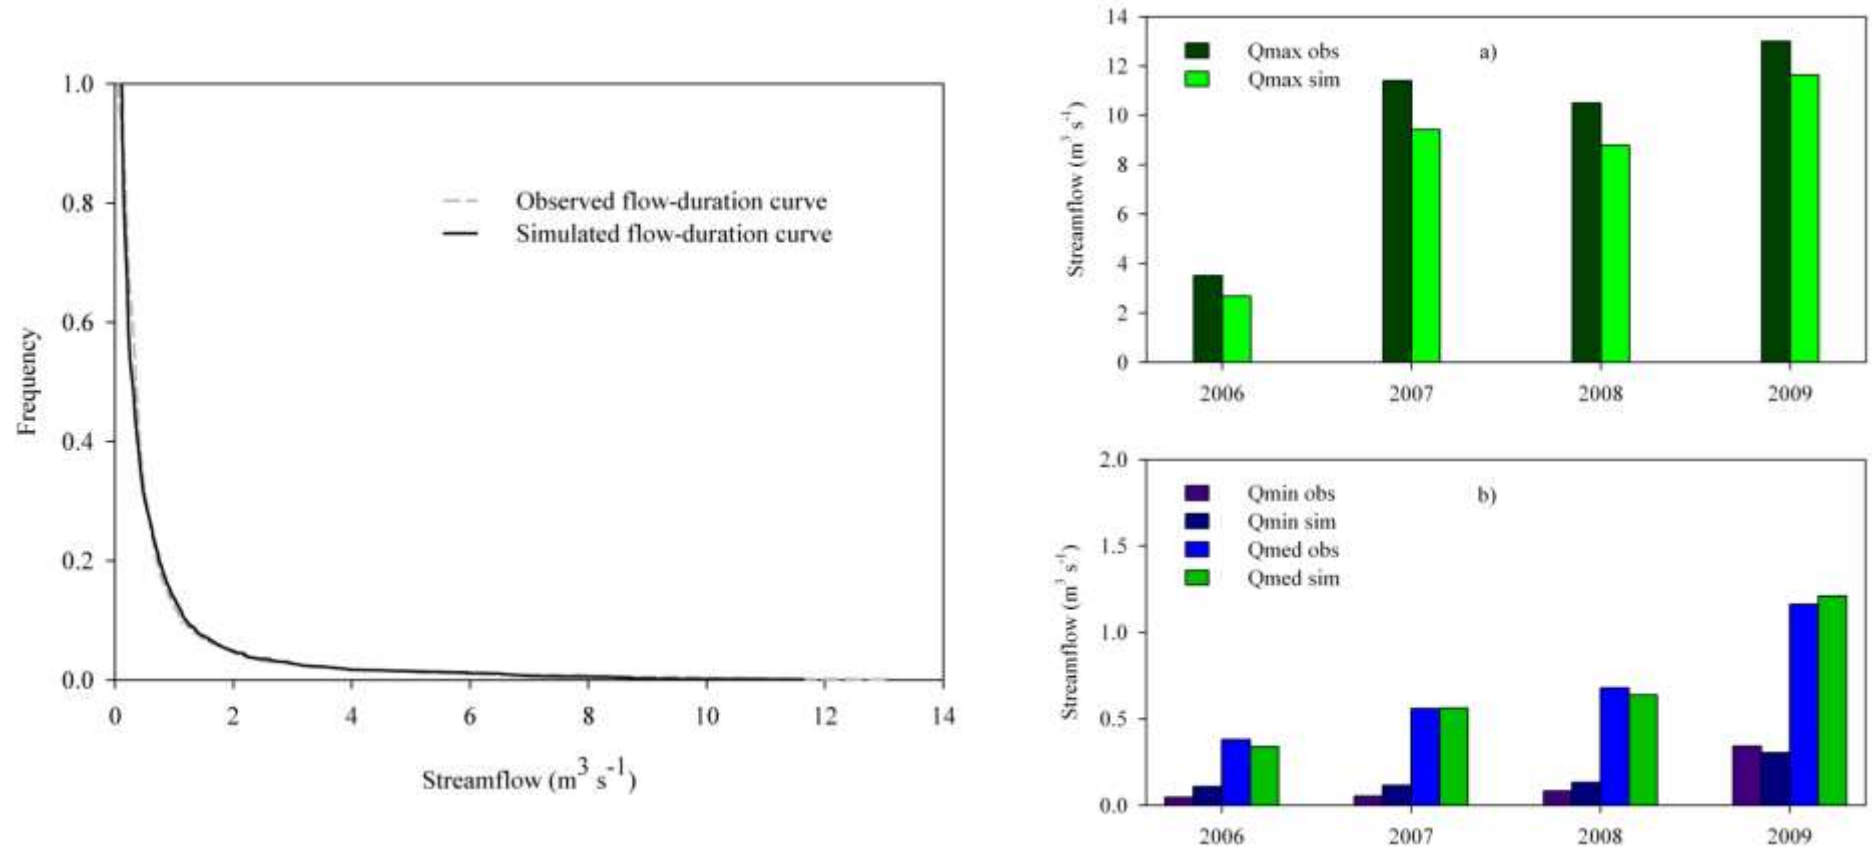 1.0
0.8
0.6
0.4
0.2
0.0
Frequency
Observed flow-duration curve
Simulated flow-duration curve
0 2 4 6 8 10 12 14
Streamflow (m³ s⁻¹)
14
12
10
8
6
4
2
0
Streamflow (m³ s⁻¹)
Qmax obs
Qmax sim
a)
2006 2007 2008 2009
2.0
1.5
1.0
0.5
0.0
Streamflow (m³ s⁻¹)
Qmin obs
Qmin sim
Qmed obs
Qmed sim
b)
2006 2007 2008 2009